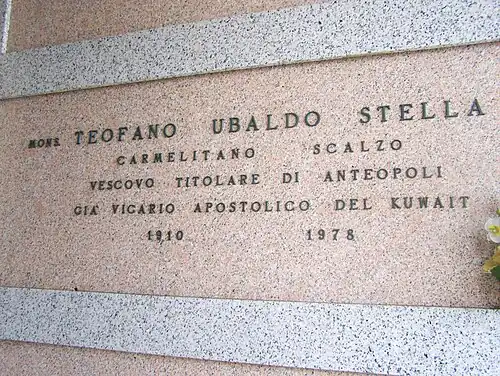 MONS. TEOFANO UBALDO STELLA
CARMELITANO SCALZO
VESCOVO TITOLARE DI ANTEOPOLI
GIÀ VICARIO APOSTOLICO DEL KUWAIT
1910 1978